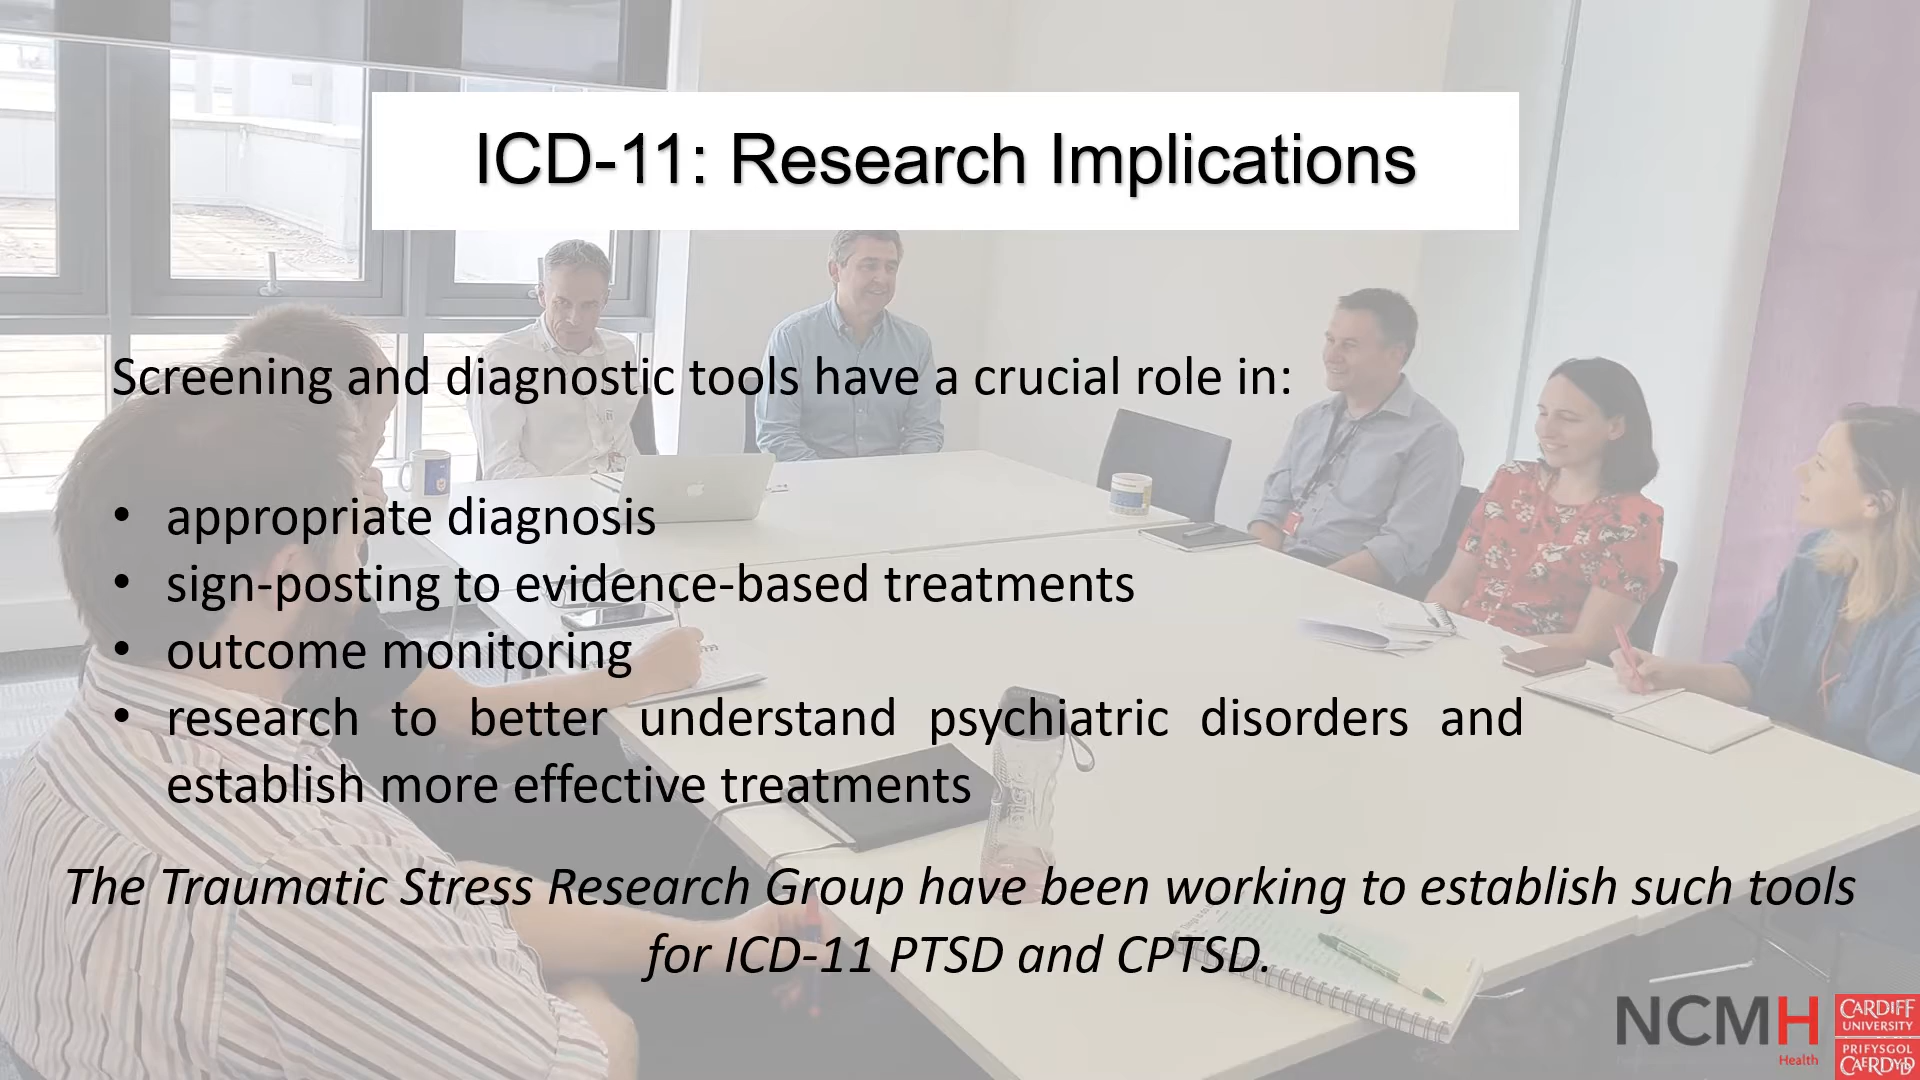 ICD-11: Research Implications
Screening and diagnostic tools have a crucial role in:
• appropriate diagnosis
• sign-posting to evidence-based treatments
• outcome monitoring
• research to better understand psychiatric disorders and
establish more effective treatments
The Traumatic Stress Research Group have been working to establish such tools
for ICD-11 PTSD and CPTSD.
NCMH
Health
CARDIFF
UNIVERSITY
PRIFYSGOL
CAERDYDD